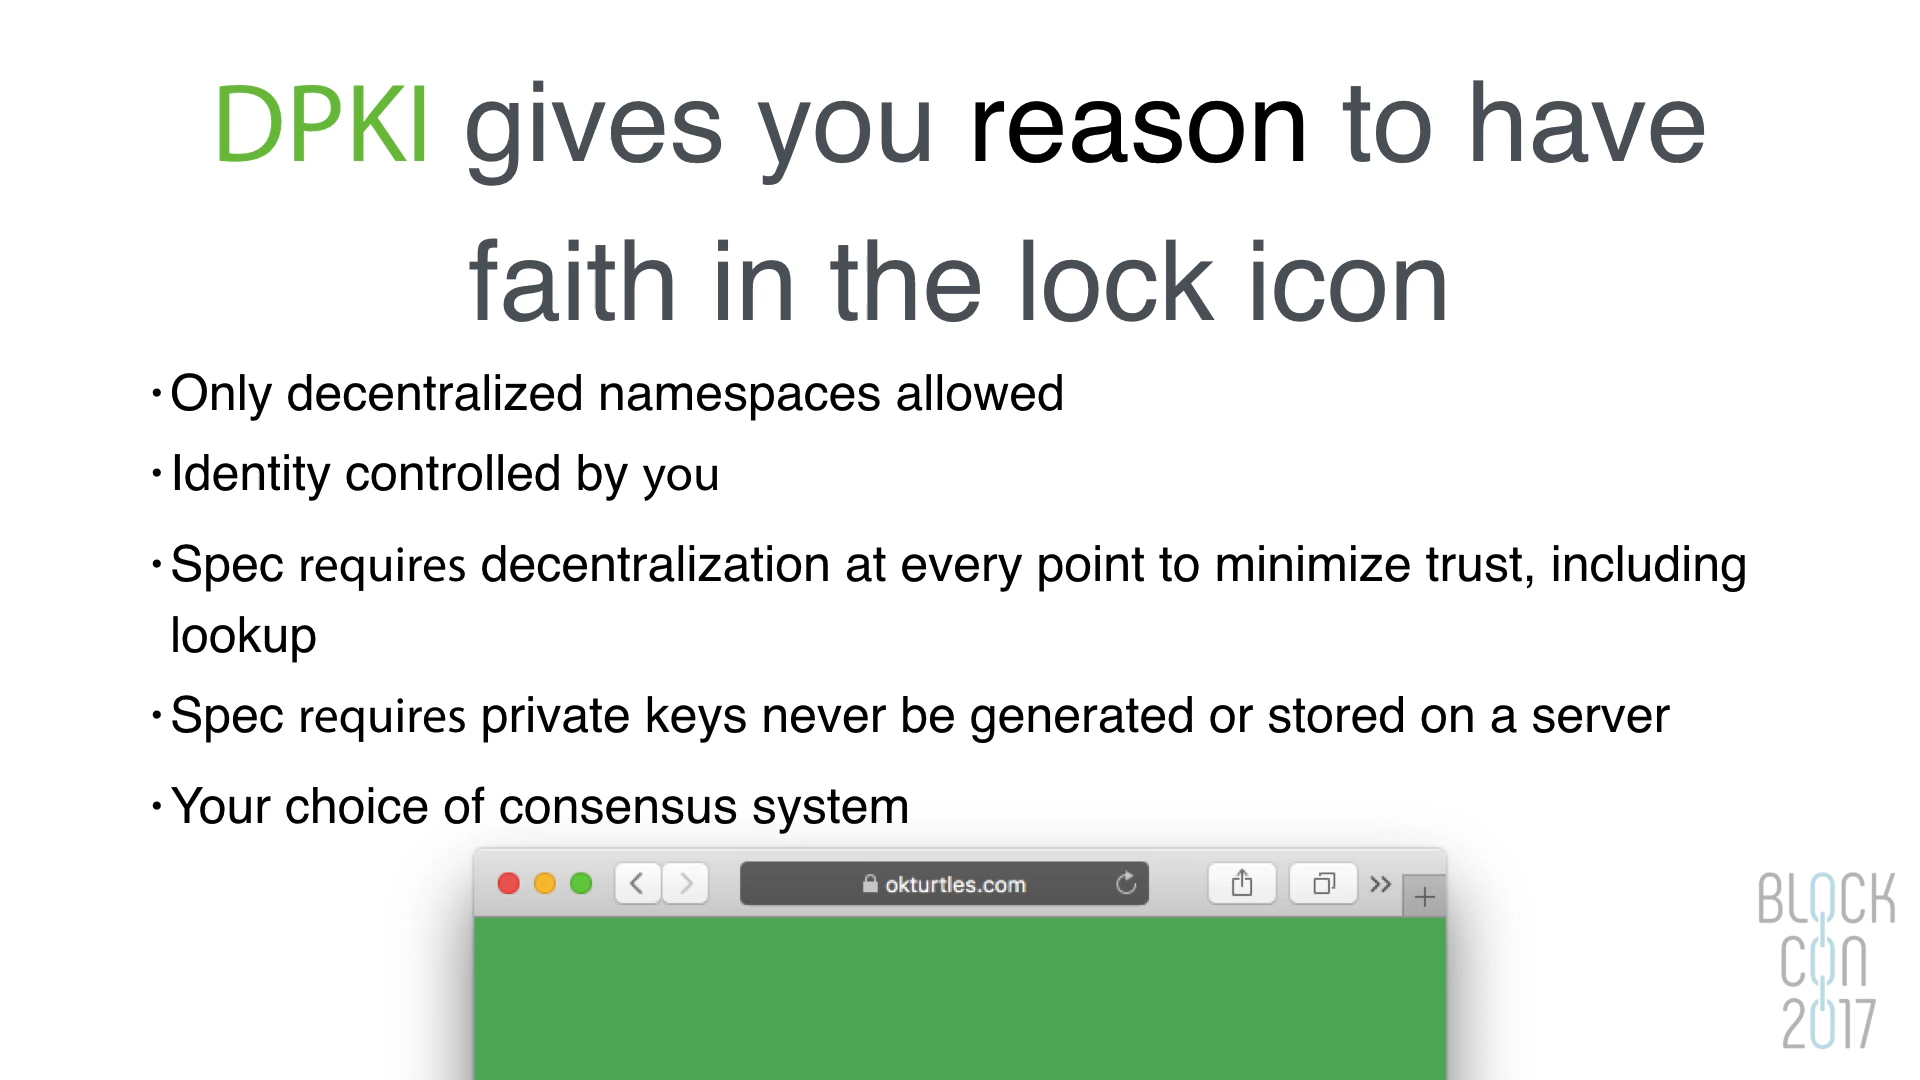 DPKI gives you reason to have
faith in the lock icon
·Only decentralized namespaces allowed
·Identity controlled by you
·Spec requires decentralization at every point to minimize trust, including
lookup
·Spec requires private keys never be generated or stored on a server
·Your choice of consensus system
okturtles.com
BLOCK
CON
2017